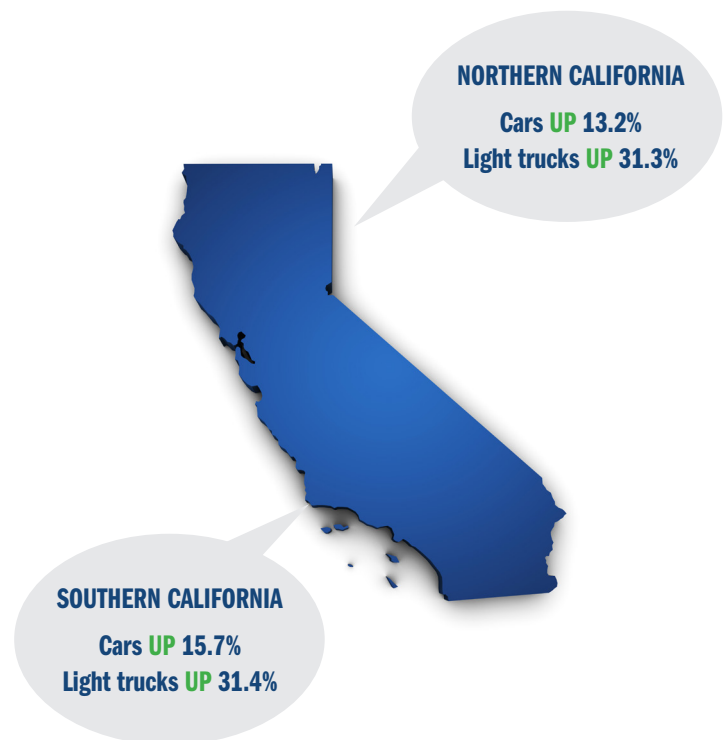 NORTHERN CALIFORNIA
Cars UP 13.2%
Light trucks UP 31.3%
SOUTHERN CALIFORNIA
Cars UP 15.7%
Light trucks UP 31.4%